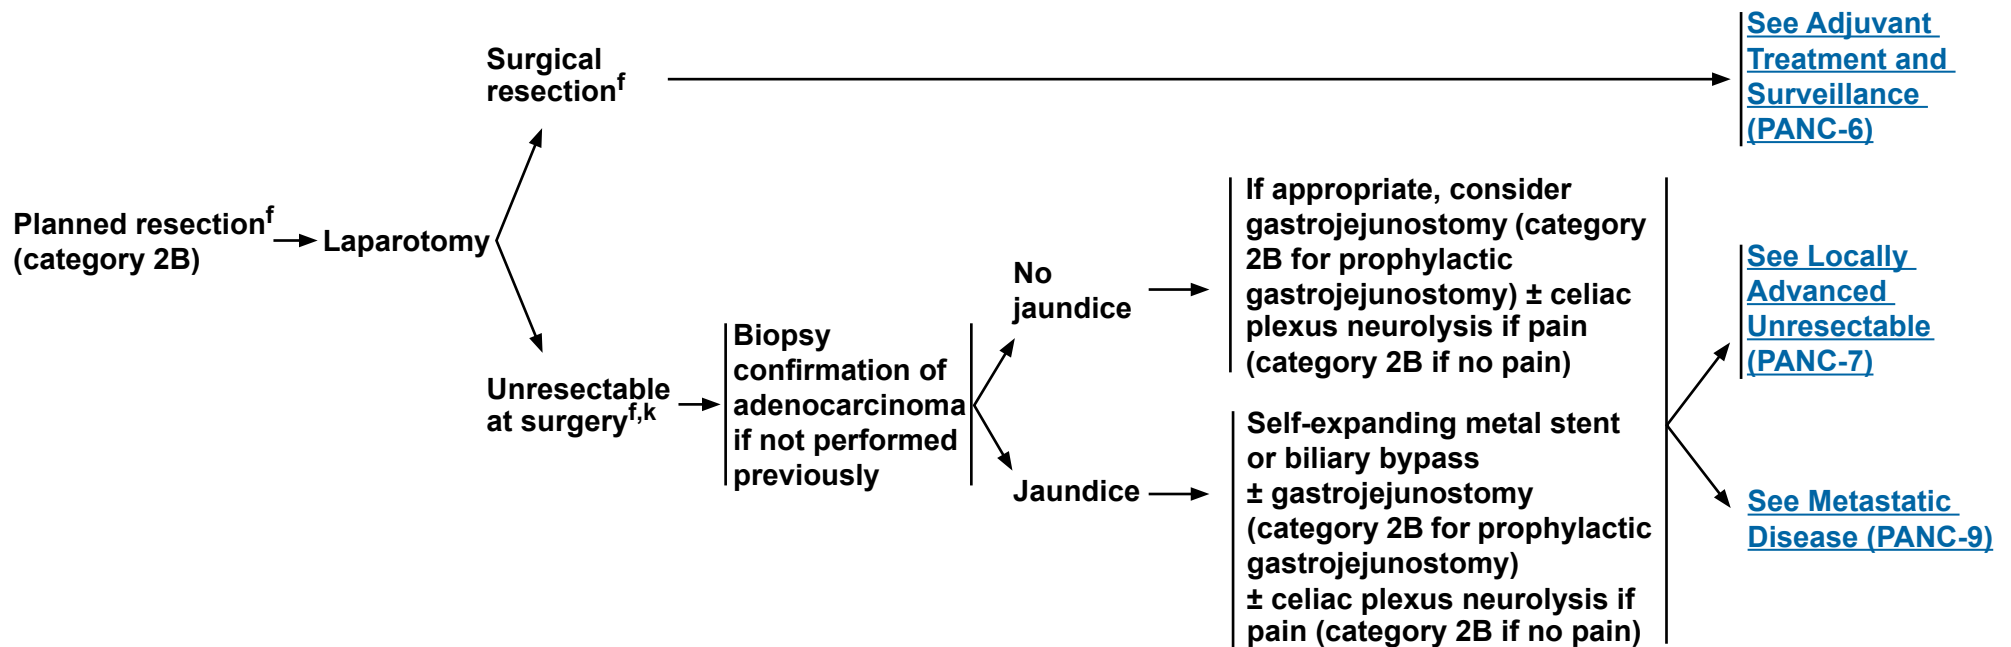 Planned resection^f
(category 2B)
Laparotomy
Surgical
resection^f
See Adjuvant
Treatment and
Surveillance
(PANC-6)
Unresectable
at surgery^f,k
Biopsy
confirmation of
adenocarcinoma
if not performed
previously
No
jaundice
If appropriate, consider
gastrojejunostomy (category
2B for prophylactic
gastrojejunostomy) ± celiac
plexus neurolysis if pain
(category 2B if no pain)
Jaundice
Self-expanding metal stent
or biliary bypass
± gastrojejunostomy
(category 2B for prophylactic
gastrojejunostomy)
± celiac plexus neurolysis if
pain (category 2B if no pain)
See Locally
Advanced
Unresectable
(PANC-7)
See Metastatic
Disease (PANC-9)